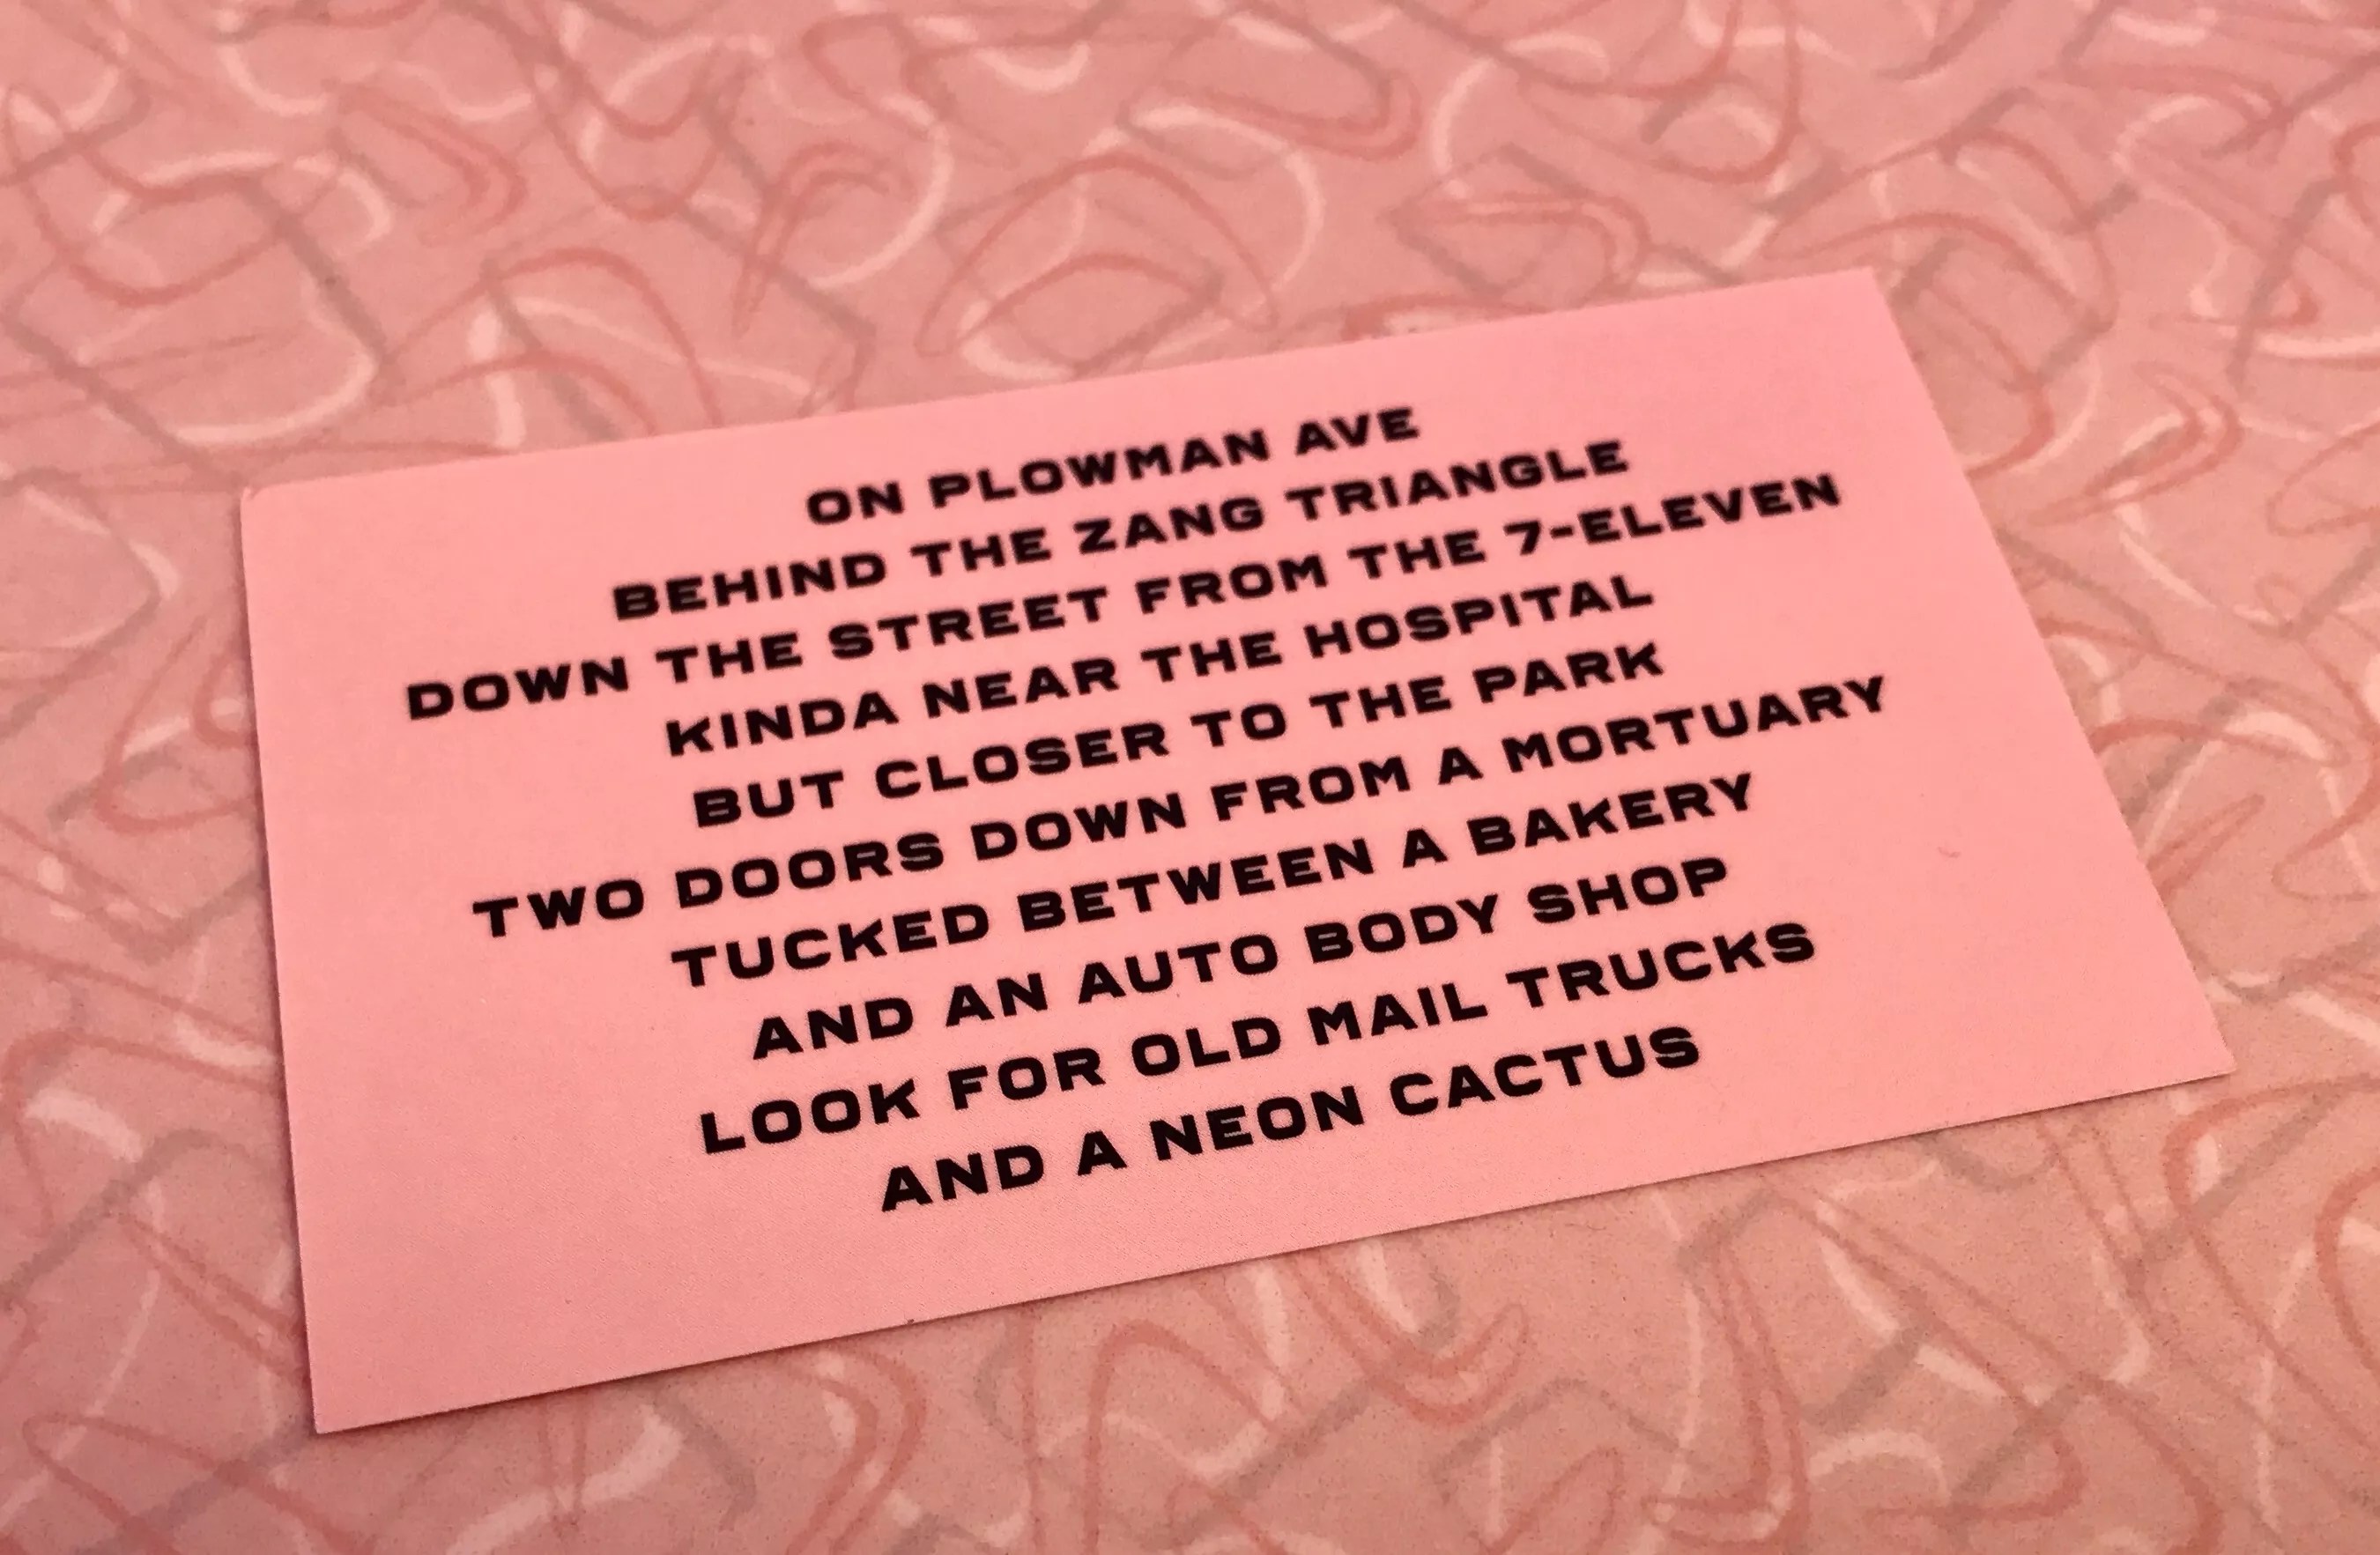 ON PLOWMAN AVE
BEHIND THE ZANG TRIANGLE
DOWN THE STREET FROM THE 7-ELEVEN
KINDA NEAR THE HOSPITAL
BUT CLOSER TO THE PARK
TWO DOORS DOWN FROM A MORTUARY
TUCKED BETWEEN A BAKERY
AND AN AUTO BODY SHOP
LOOK FOR OLD MAIL TRUCKS
AND A NEON CACTUS